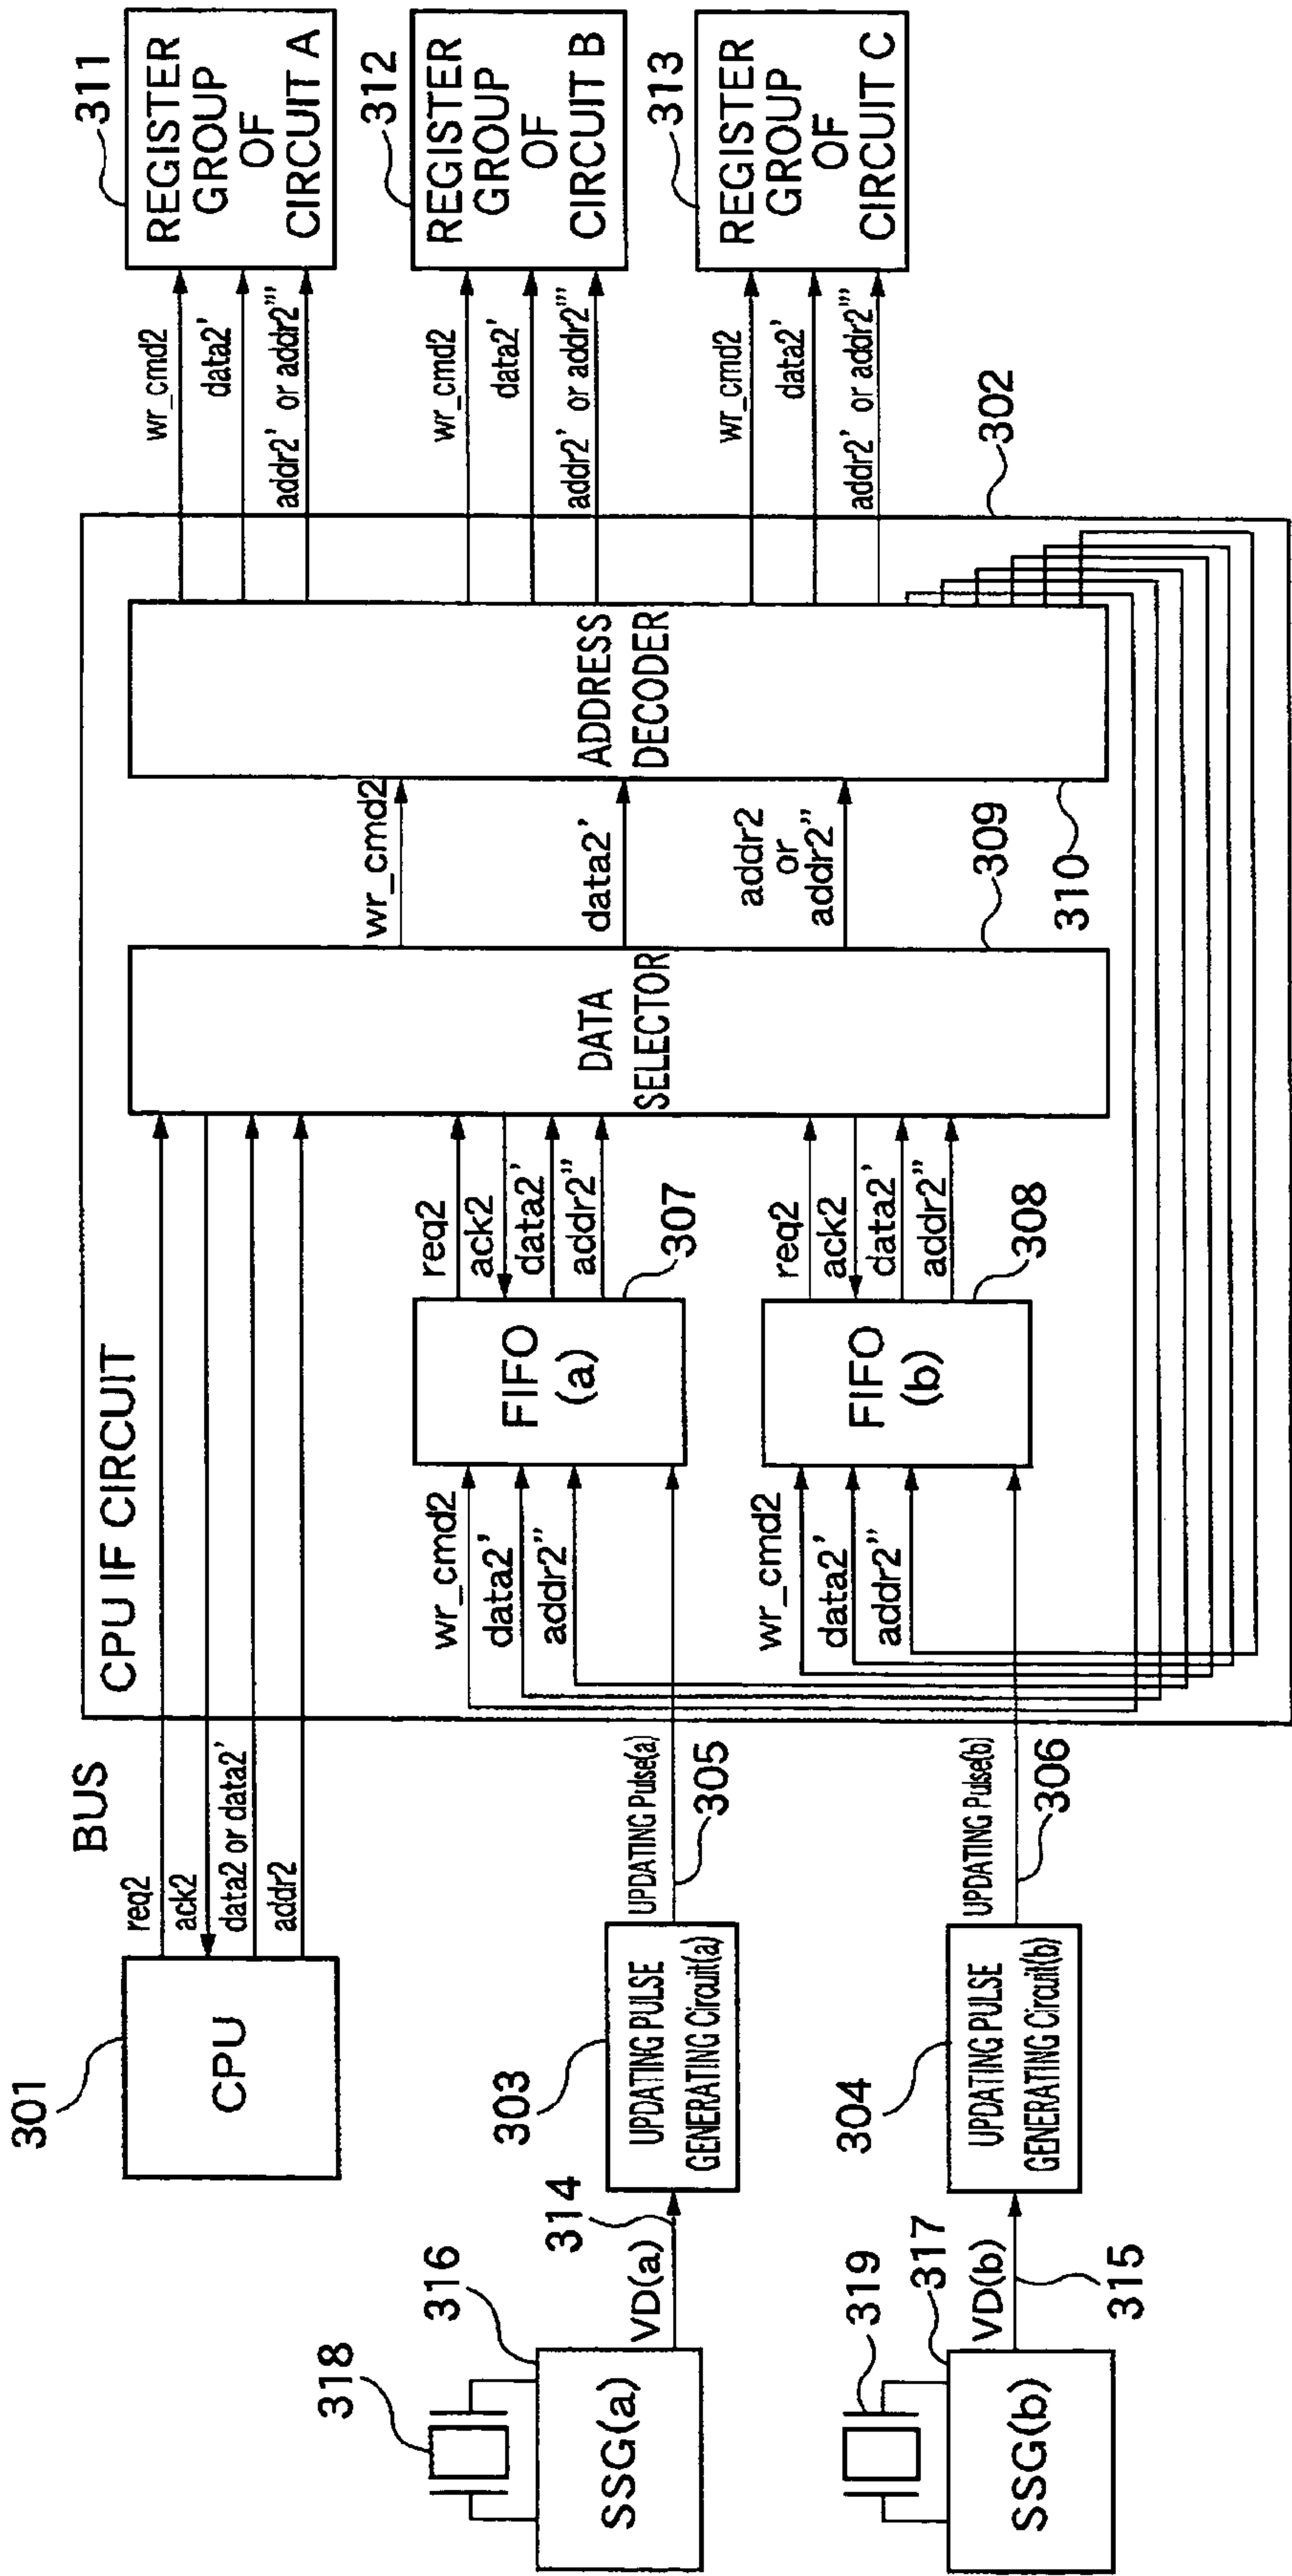 301
CPU
BUS
req2
ack2
data2 or data2'
addr2
CPU IF CIRCUIT
318
316
SSG(a)
VD(a)
314
303
UPDATING PULSE
GENERATING Circuit(a)
UPDATING Pulse(a)
305
319
317
SSG(b)
VD(b)
315
304
UPDATING PULSE
GENERATING Circuit(b)
UPDATING Pulse(b)
306
wr_cmd2
data2'
addr2''
FIFO
(a)
307
req2
ack2
data2'
addr2''
wr_cmd2
data2'
addr2''
FIFO
(b)
308
req2
ack2
data2'
addr2''
DATA
SELECTOR
309
wr_cmd2
data2'
addr2
or
addr2''
ADDRESS
DECODER
310
302
wr_cmd2
data2'
addr2' or addr2'''
311
REGISTER
GROUP
OF
CIRCUIT A
wr_cmd2
data2'
addr2' or addr2'''
312
REGISTER
GROUP
OF
CIRCUIT B
wr_cmd2
data2'
addr2' or addr2'''
313
REGISTER
GROUP
OF
CIRCUIT C